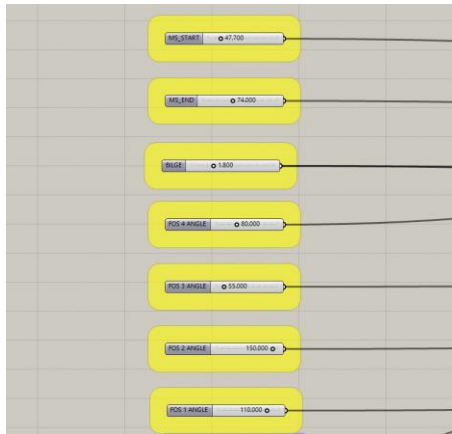 MS_START 47.700
MS_END 74.000
BILGE 1.800
FOS 4 ANGLE 80.000
FOS 3 ANGLE 55.000
FOS 2 ANGLE 150.000
FOS 1 ANGLE 110.000